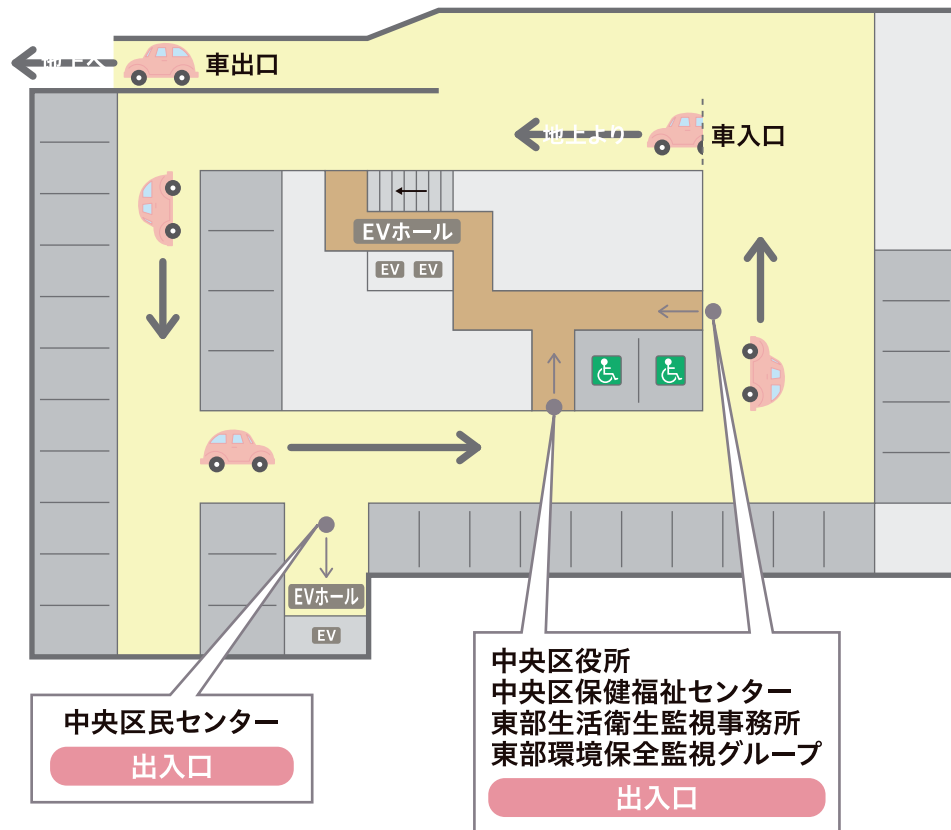 地上へ
車出口
地上より
車入口
EVホール
EV EV
EVホール
EV
中央区民センター
出入口
中央区役所
中央区保健福祉センター
東部生活衛生監視事務所
東部環境保全監視グループ
出入口